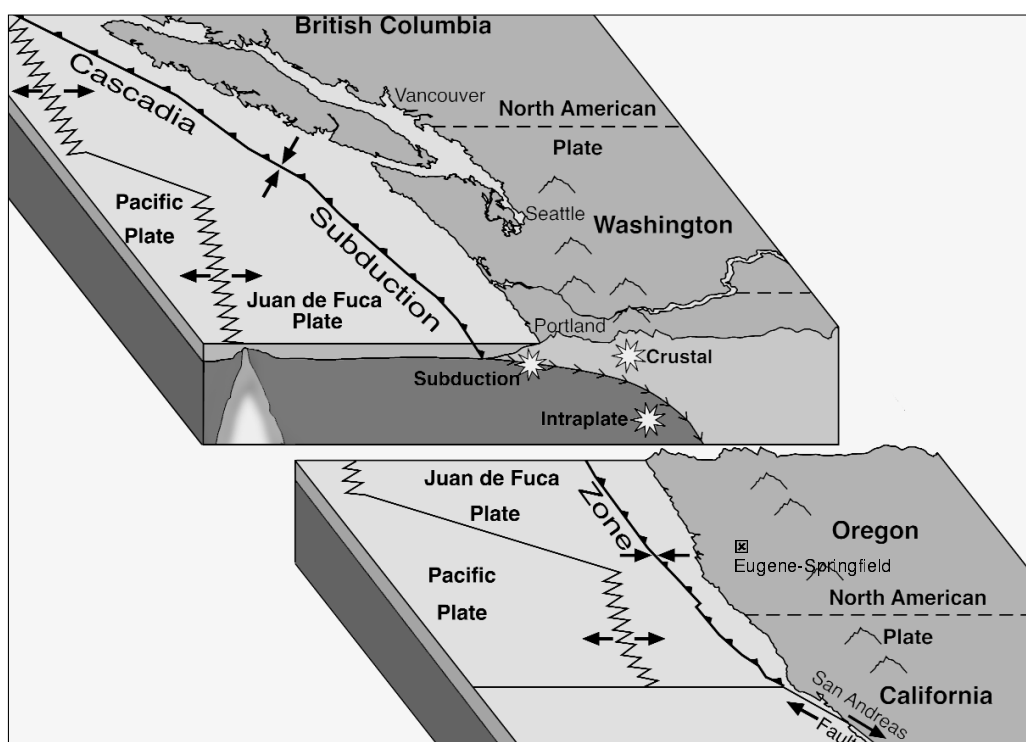 British Columbia
Cascadia
Vancouver
North American
Plate
Pacific
Plate
Seattle
Washington
Subduction
Juan de Fuca
Plate
Portland
Crustal
Subduction
Intraplate
Juan de Fuca
Plate
Zone
Oregon
Eugene-Springfield
Pacific
Plate
North American
Plate
San Andreas
California
Fault